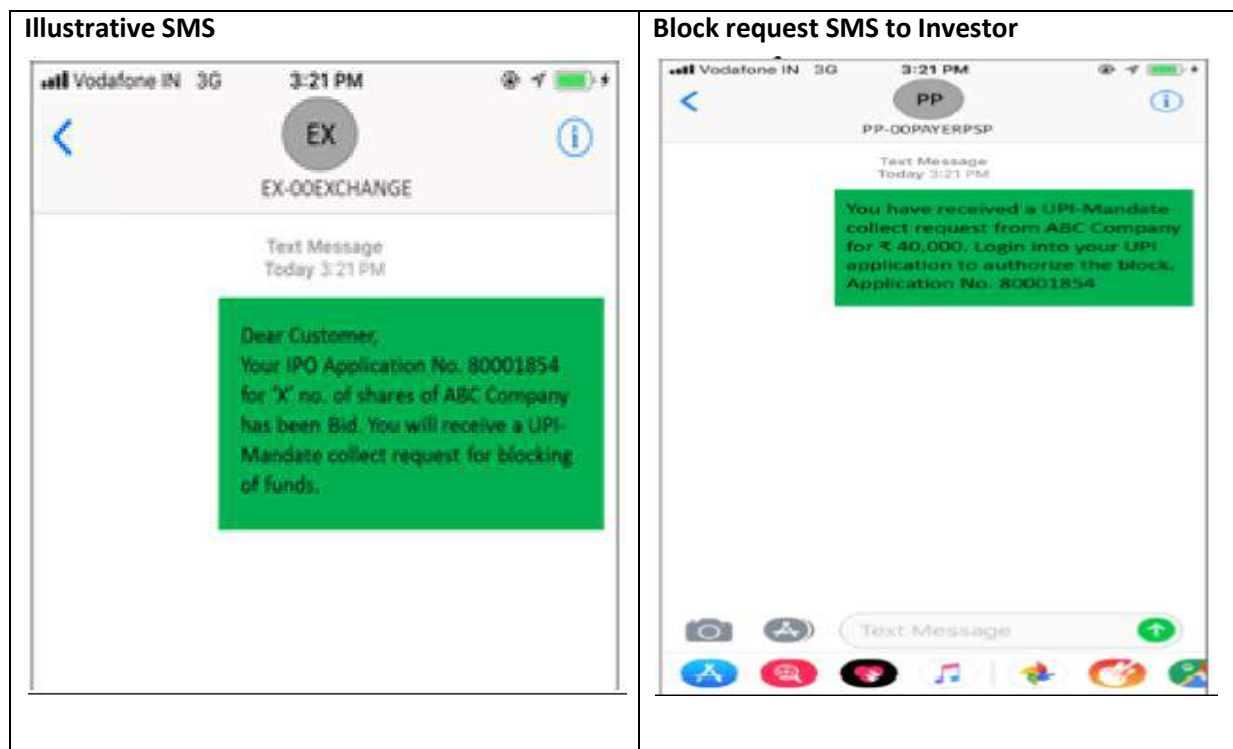 Illustrative SMS
Vodafone IN 3G 3:21 PM
EX
EX-00EXCHANGE
Text Message
Today 3:21 PM
Dear Customer,
Your IPO Application No. 80001854
for 'X' no. of shares of ABC Company
has been Bid. You will receive a UPI-
Mandate collect request for blocking
of funds.
Block request SMS to Investor
Vodafone IN 3G 3:21 PM
PP
PP-00PAYERPSP
Text Message
Today 3:21 PM
You have received a UPI-Mandate
collect request from ABC Company
for ₹ 40,000. Login into your UPI
application to authorize the block.
Application No. 80001854
Text Message